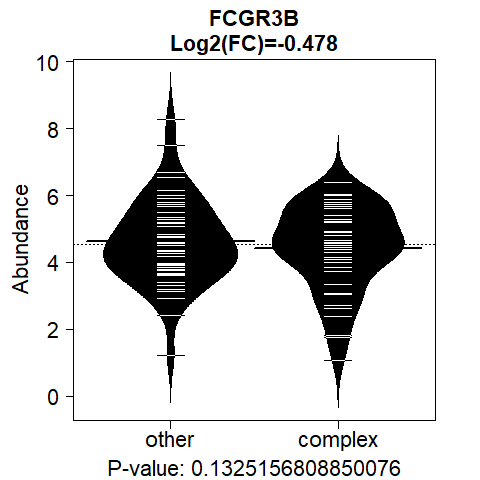 FCGR3B
Log2(FC)=-0.478
Abundance
10
8
6
4
2
0
other complex
P-value: 0.1325156808850076